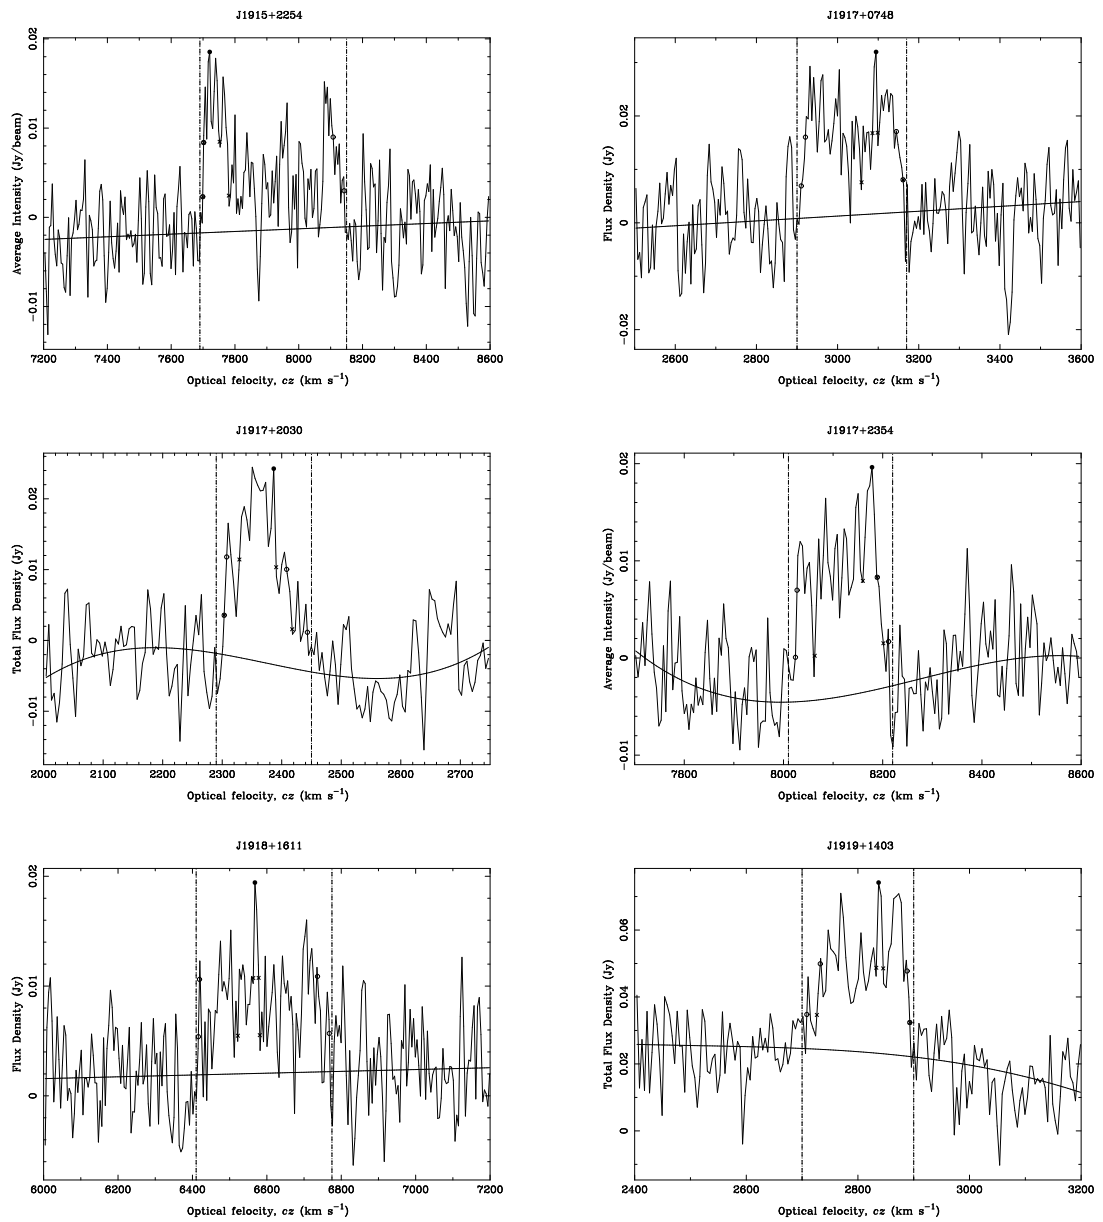 J1915+2254
0.02
0.01
0
−0.01
Average Intensity (Jy/beam)
7200 7400 7600 7800 8000 8200 8400 8600
Optical felocity, cz (km s−1)
J1917+0748
0.02
0
−0.02
Flux Density (Jy)
2600 2800 3000 3200 3400 3600
Optical felocity, cz (km s−1)
J1917+2030
0.02
0.01
0
−0.01
Total Flux Density (Jy)
2000 2100 2200 2300 2400 2500 2600 2700
Optical felocity, cz (km s−1)
J1917+2354
0.02
0.01
0
−0.01
Average Intensity (Jy/beam)
7800 8000 8200 8400 8600
Optical felocity, cz (km s−1)
J1918+1611
0.02
0.01
0
Flux Density (Jy)
6000 6200 6400 6600 6800 7000 7200
Optical felocity, cz (km s−1)
J1919+1403
0.06
0.04
0.02
0
Total Flux Density (Jy)
2400 2600 2800 3000 3200
Optical felocity, cz (km s−1)